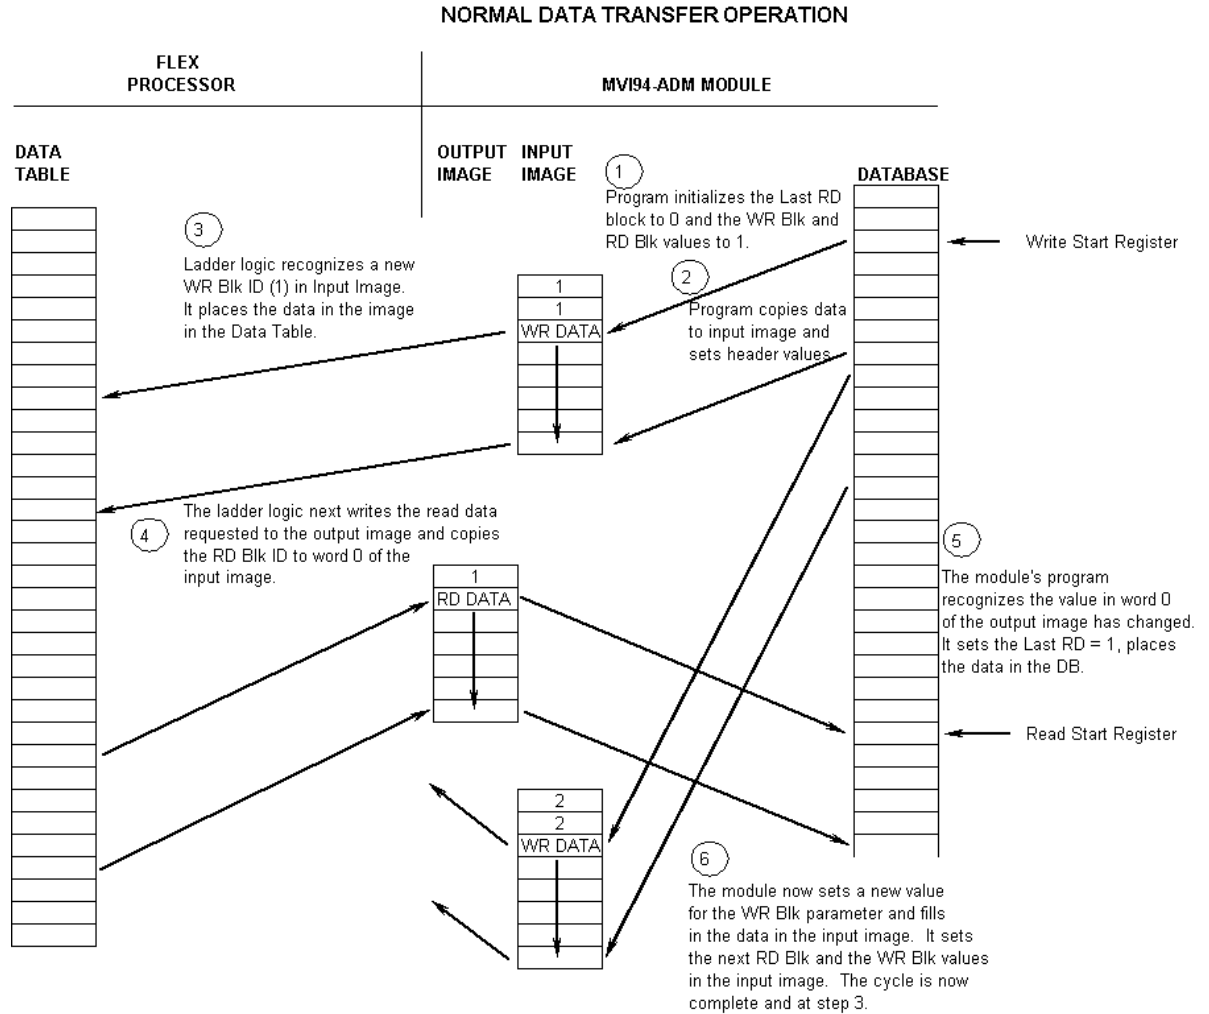 NORMAL DATA TRANSFER OPERATION
FLEX
PROCESSOR
MVI94-ADM MODULE
DATA
TABLE
OUTPUT
IMAGE
INPUT
IMAGE
DATABASE
1
Program initializes the Last RD
block to 0 and the WR Blk and
RD Blk values to 1.
Write Start Register
2
Program copies data
to input image and
sets header values.
3
Ladder logic recognizes a new
WR Blk ID (1) in Input Image.
It places the data in the image
in the Data Table.
1
1
WR DATA
4
The ladder logic next writes the read data
requested to the output image and copies
the RD Blk ID to word 0 of the
input image.
1
RD DATA
5
The module's program
recognizes the value in word 0
of the output image has changed.
It sets the Last RD = 1, places
the data in the DB.
Read Start Register
2
2
WR DATA
6
The module now sets a new value
for the WR Blk parameter and fills
in the data in the input image.  It sets
the next RD Blk and the WR Blk values
in the input image.  The cycle is now
complete and at step 3.